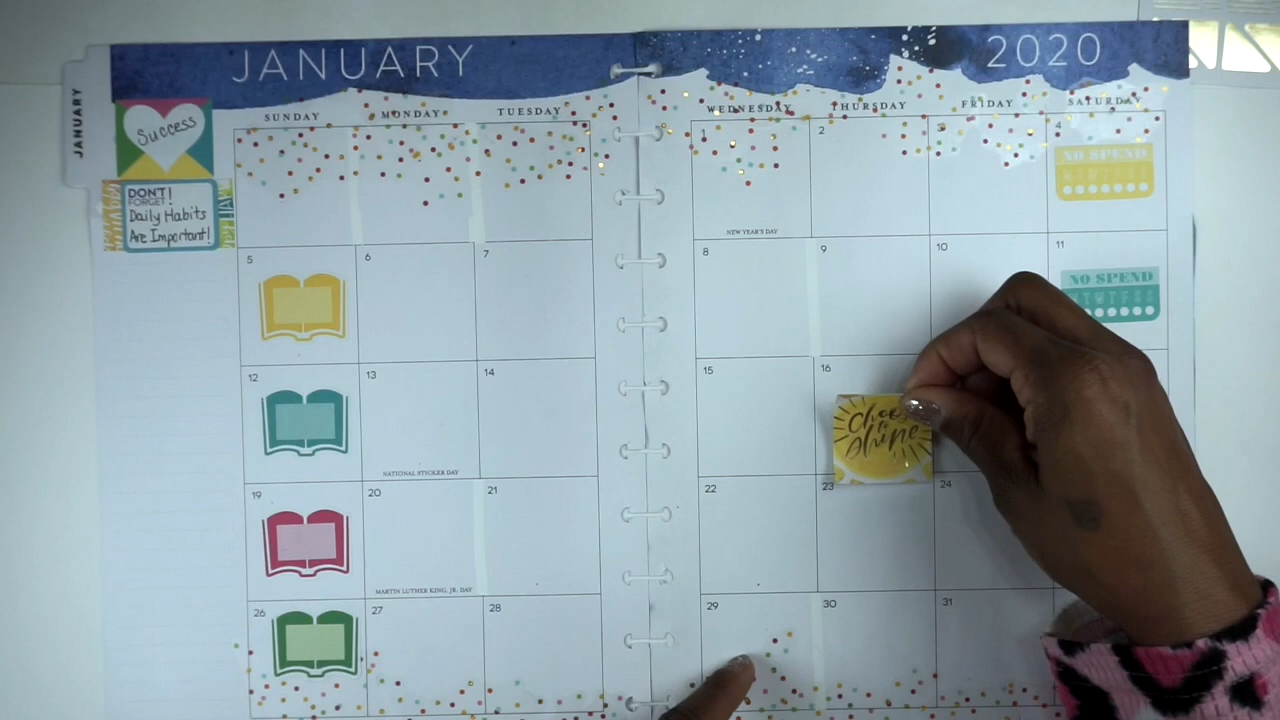 JANUARY
2020
JANUARY
SUNDAY
MONDAY
TUESDAY
WEDNESDAY
THURSDAY
FRIDAY
SATURDAY
Success
DON'T!
FORGET!
Daily Habits
Are Important!
1
2
3
4
NO SPEND
NEW YEAR'S DAY
5
6
7
8
9
10
11
NO SPEND
12
13
14
15
16
Choose
to
Shine
NATIONAL STICKER DAY
19
20
21
22
23
24
MARTIN LUTHER KING, JR. DAY
26
27
28
29
30
31